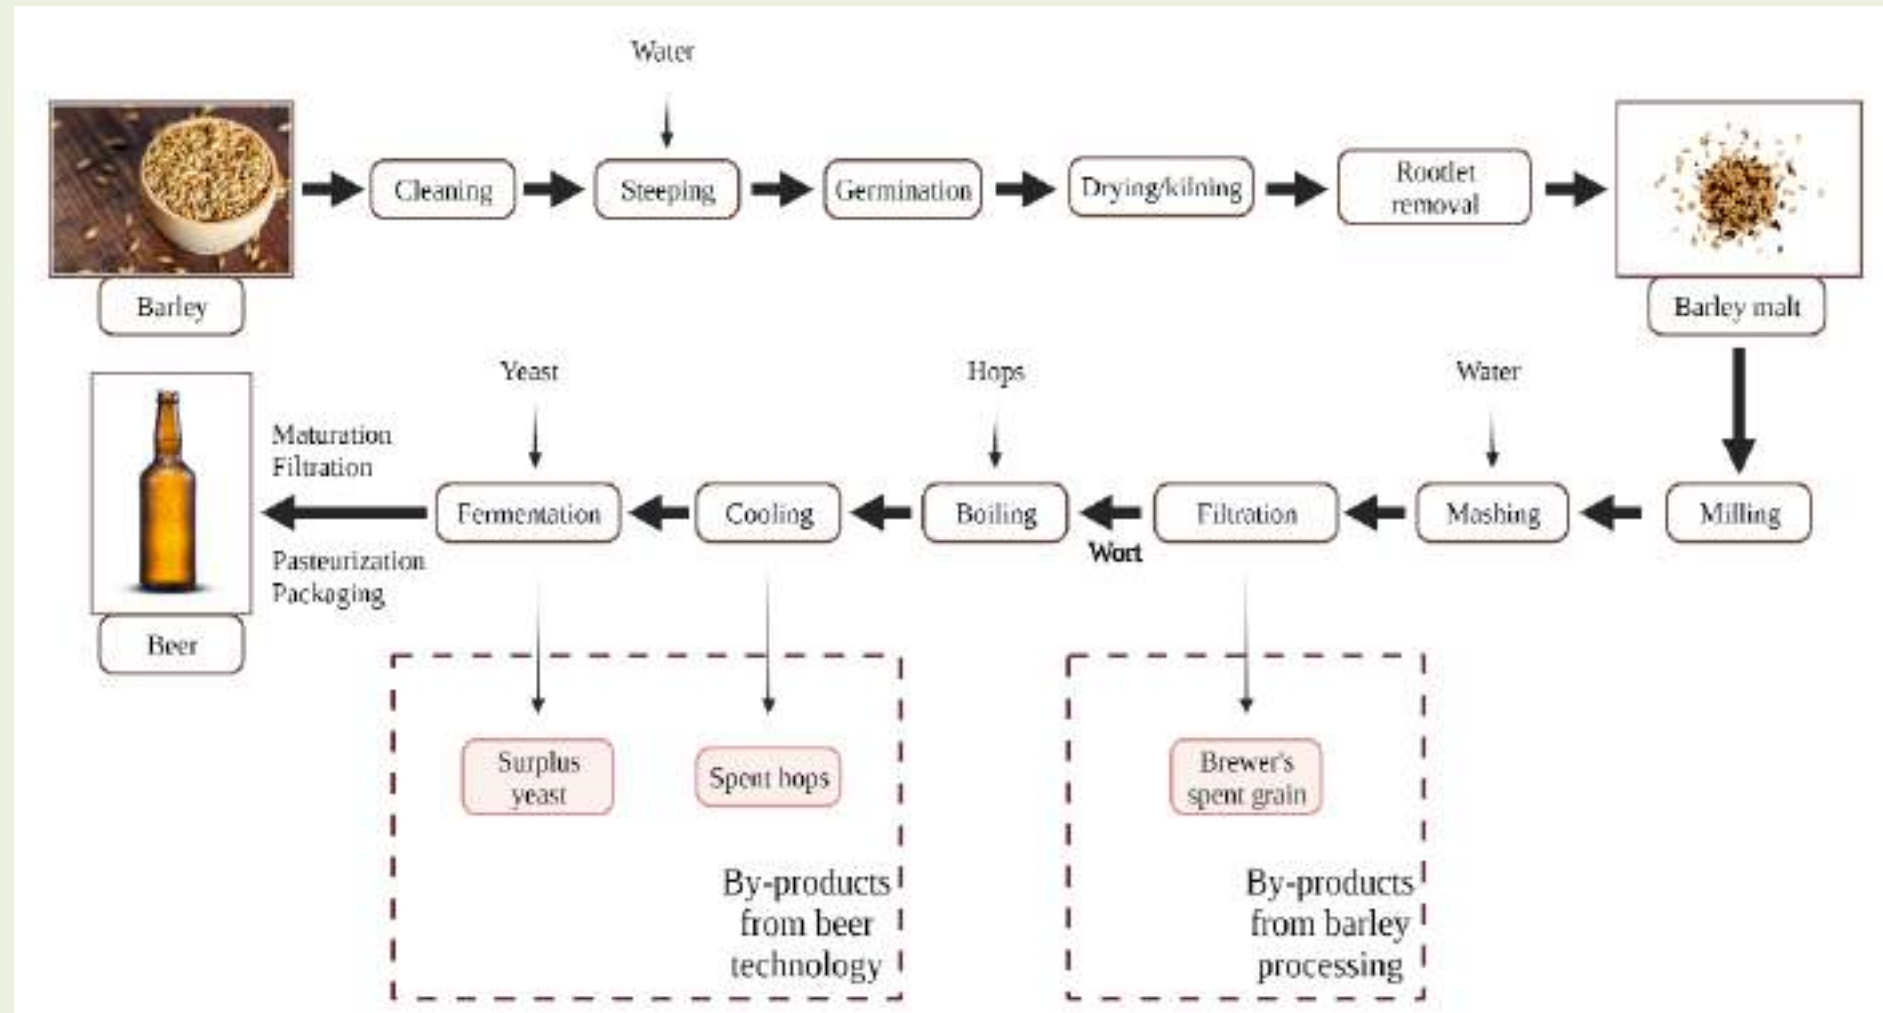 Water
Cleaning
Steeping
Germination
Drying/kilning
Rootlet
removal
Barley
Barley malt
Yeast
Hops
Water
Maturation
Filtration
Fermentation
Cooling
Boiling
Filtration
Mashing
Milling
Wort
Pasteurization
Packaging
Beer
Surplus
yeast
Spent hops
Brewer's
spent grain
By-products
from beer
technology
By-products
from barley
processing